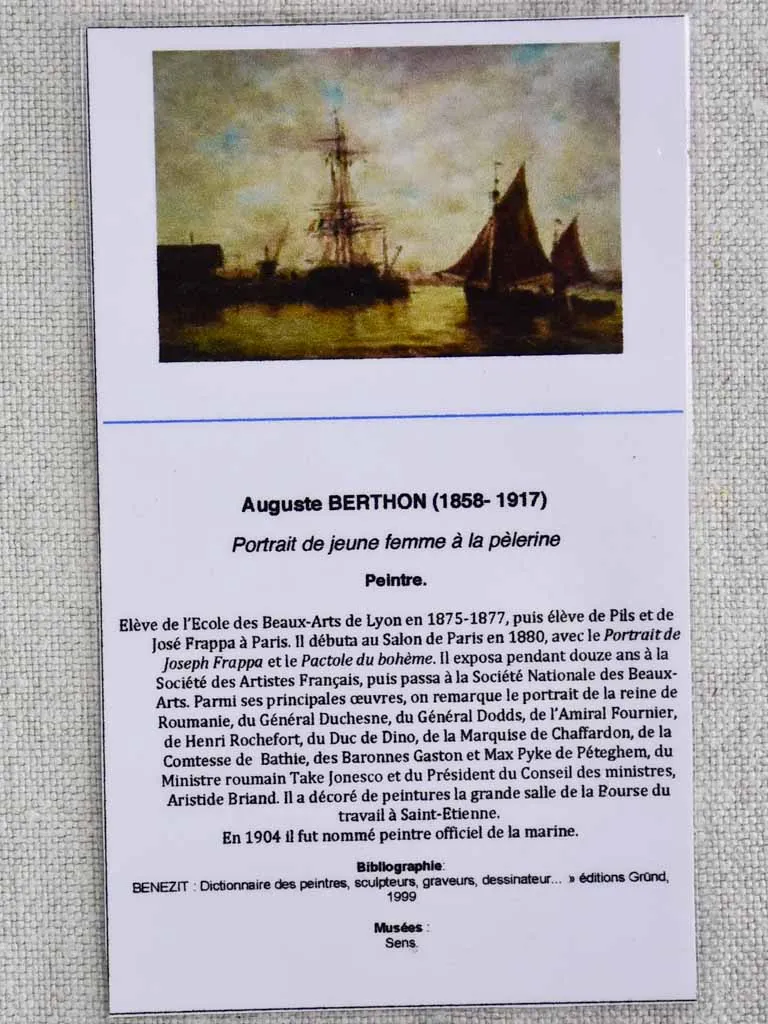 Auguste BERTHON (1858- 1917)
Portrait de jeune femme à la pèlerine
Peintre.
Elève de l'Ecole des Beaux-Arts de Lyon en 1875-1877, puis élève de Pils et de
José Frappa à Paris. Il débuta au Salon de Paris en 1880, avec le Portrait de
Joseph Frappa et le Pactole du bohème. Il exposa pendant douze ans à la
Société des Artistes Français, puis passa à la Société Nationale des Beaux-
Arts. Parmi ses principales œuvres, on remarque le portrait de la reine de
Roumanie, du Général Duchesne, du Général Dodds, de l'Amiral Fournier,
de Henri Rochefort, du Duc de Dino, de la Marquise de Chaffardon, de la
Comtesse de Bathie, des Baronnes Gaston et Max Pyke de Péteghem, du
Ministre roumain Take Jonesco et du Président du Conseil des ministres,
Aristide Briand. Il a décoré de peintures la grande salle de la Bourse du
travail à Saint-Etienne.
En 1904 il fut nommé peintre officiel de la marine.
Bibliographie:
BENEZIT : Dictionnaire des peintres, sculpteurs, graveurs, dessinateur... » éditions Gründ,
1999
Musées :
Sens.